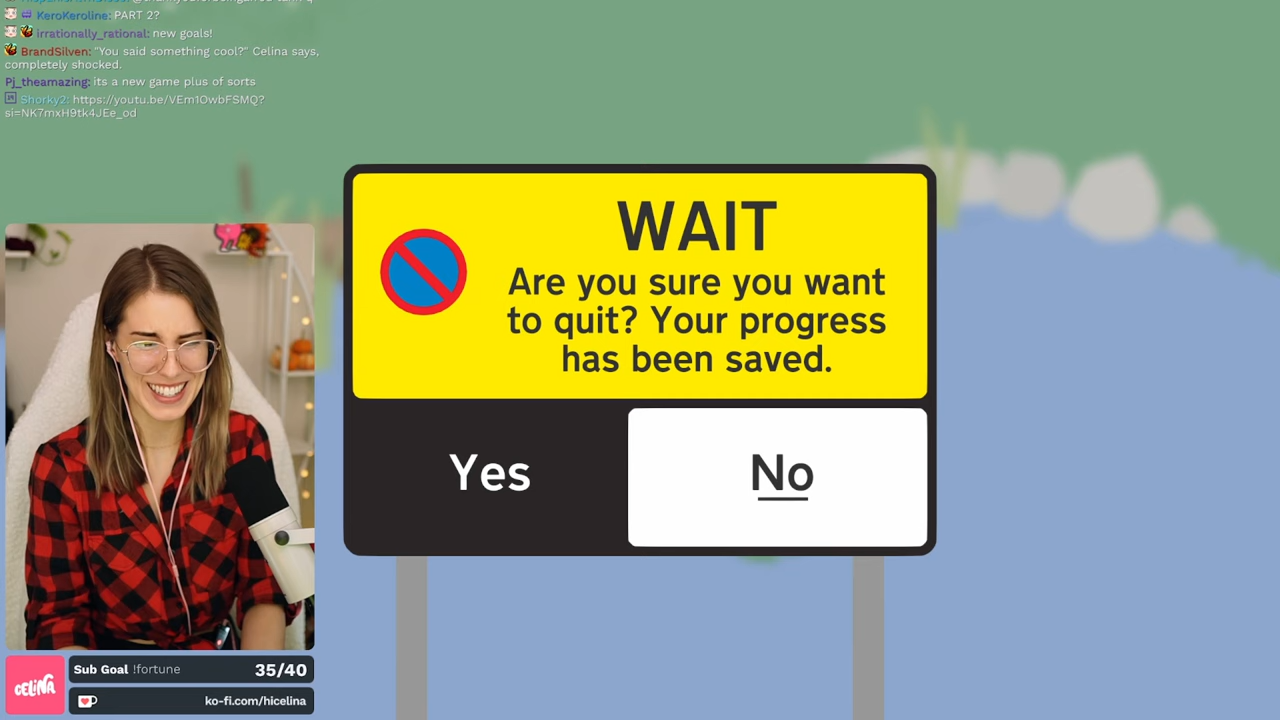 KeroKeroline: PART 2?
irrationally_rational: new goals!
BrandSilven: "You said something cool?" Celina says,
completely shocked.
Pj_theamazing: its a new game plus of sorts
Shorky2: https://youtu.be/VEm1OwbFSMQ?
si=NK7mxH9tk4JEe_od
WAIT
Are you sure you want
to quit? Your progress
has been saved.
Yes
No
CELINA
Sub Goal !fortune 35/40
ko-fi.com/hicelina